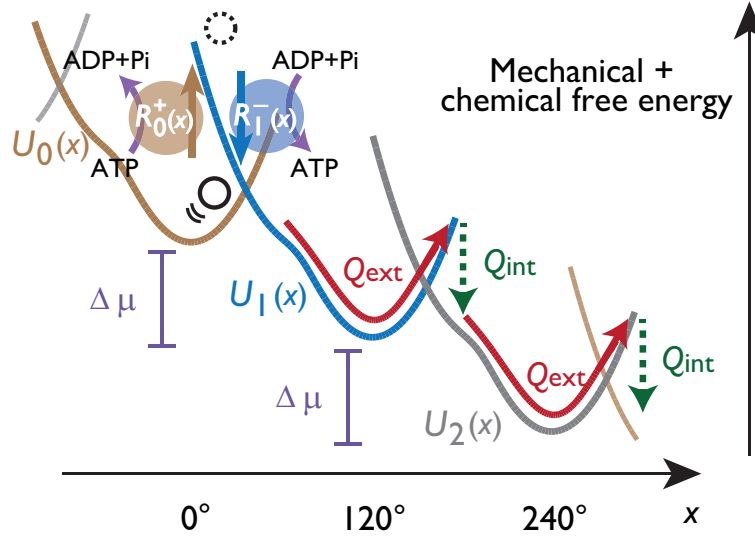 ADP+Pi
ADP+Pi
Mechanical +
chemical free energy
R₀⁺(x)
R₁⁻(x)
U₀(x)
ATP
ATP
Δμ
U₁(x)
Qext
Qint
Δμ
Qext
Qint
U₂(x)
0°
120°
240°
x